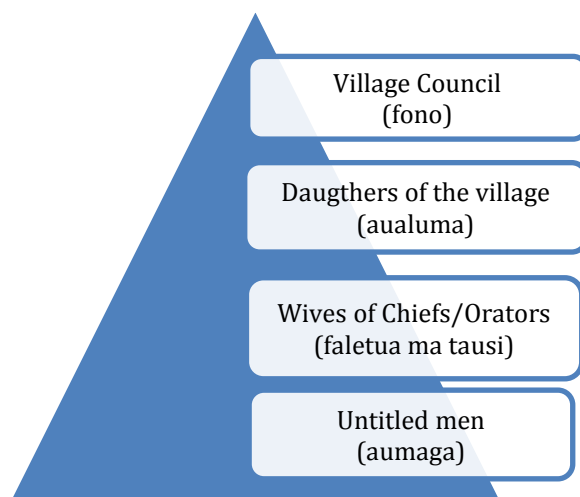 Village Council
(fono)
Daugthers of the village
(aualuma)
Wives of Chiefs/Orators
(faletua ma tausi)
Untitled men
(aumaga)